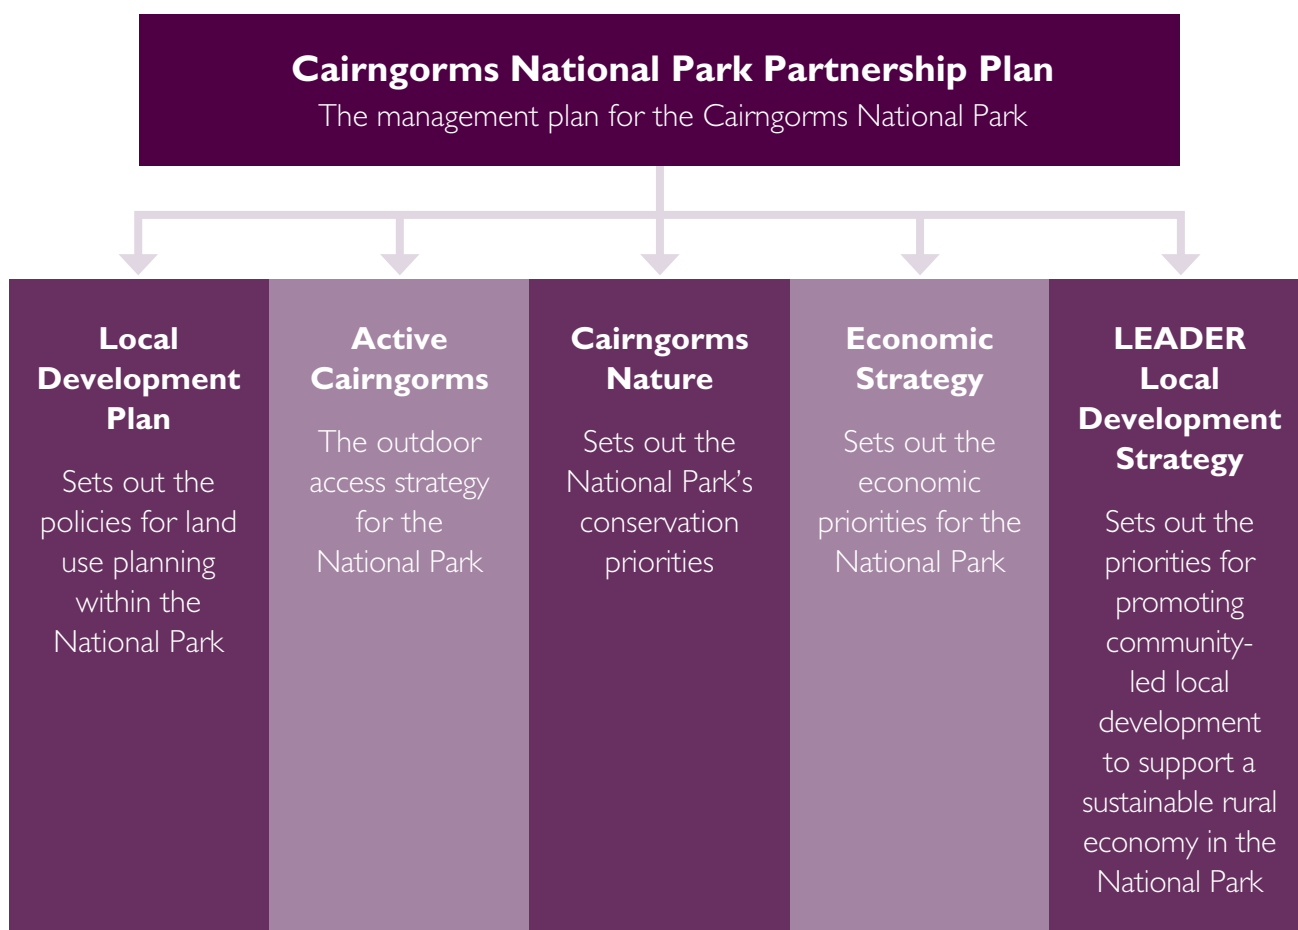 Cairngorms National Park Partnership Plan
The management plan for the Cairngorms National Park
Local
Development
Plan
Sets out the
policies for land
use planning
within the
National Park
Active
Cairngorms
The outdoor
access strategy
for the
National Park
Cairngorms
Nature
Sets out the
National Park’s
conservation
priorities
Economic
Strategy
Sets out the
economic
priorities for the
National Park
LEADER
Local
Development
Strategy
Sets out the
priorities for
promoting
community-
led local
development
to support a
sustainable rural
economy in the
National Park